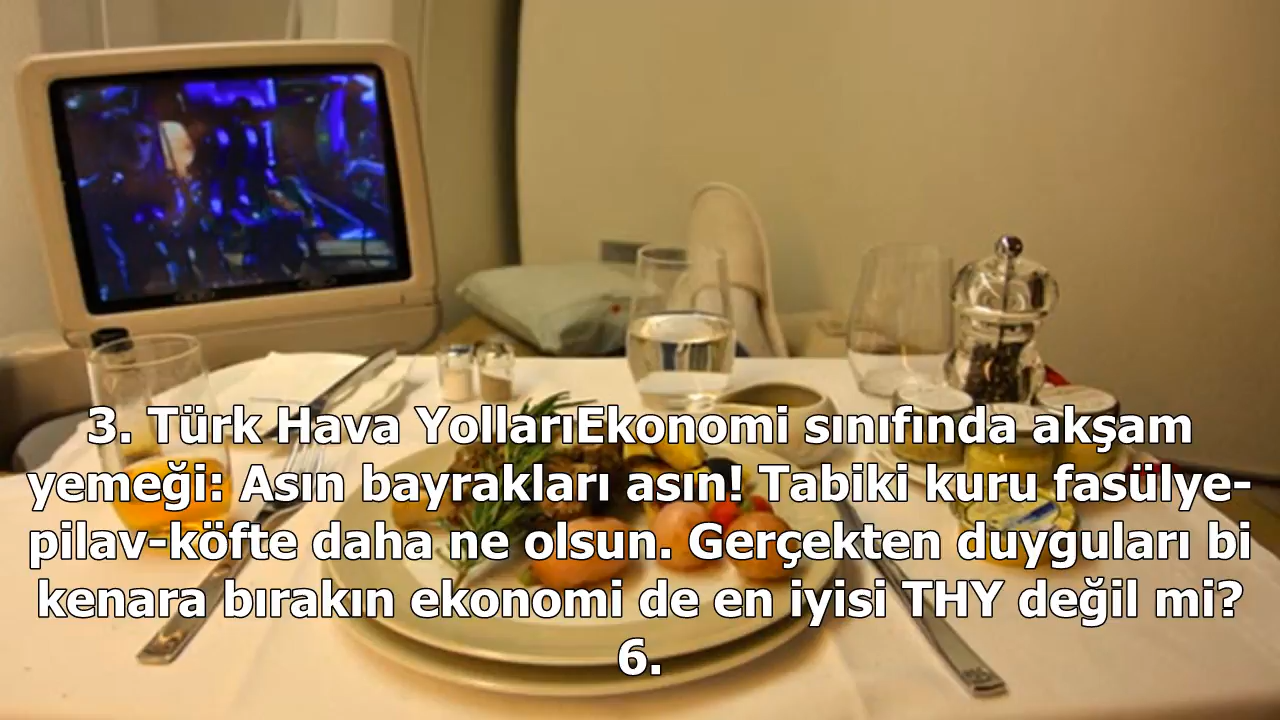 3. Türk Hava YollarıEkonomi sınıfında akşam
yemeği: Asın bayrakları asın! Tabiki kuru fasülye-
pilav-köfte daha ne olsun. Gerçekten duyguları bi
kenara bırakın ekonomi de en iyisi THY değil mi?
6.